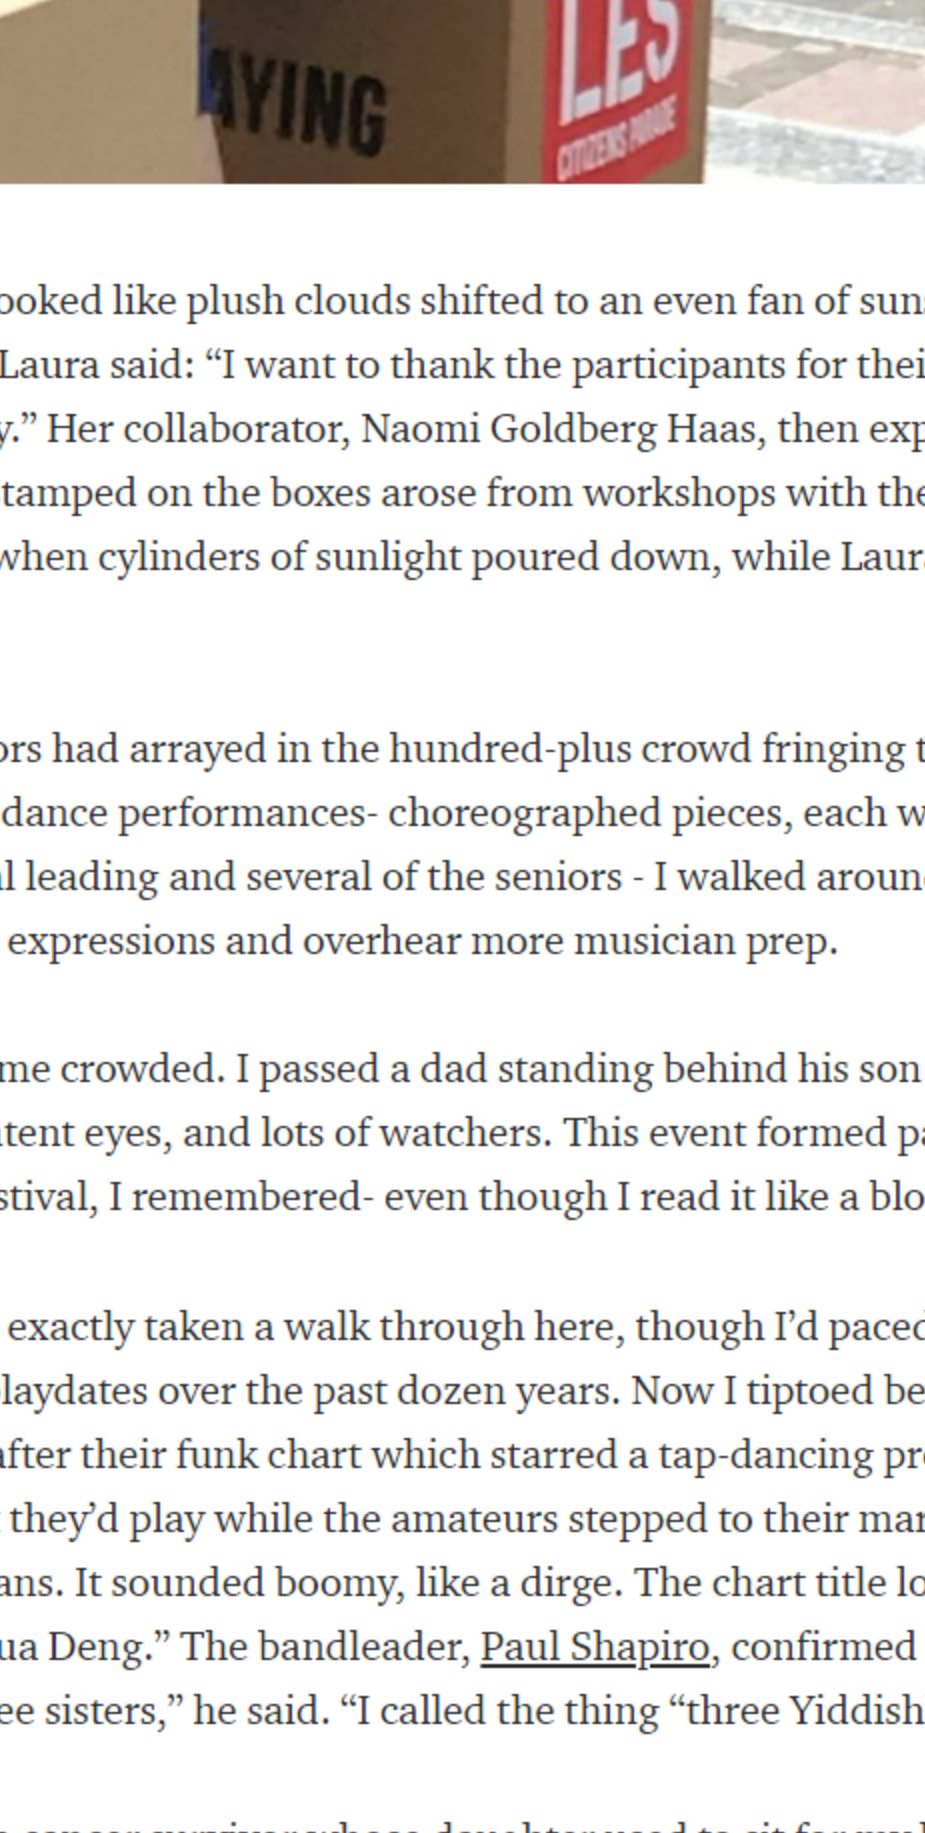 AYING
LES
CITIZENS PARADE
ooked like plush clouds shifted to an even fan of sun
Laura said: “I want to thank the participants for thei
y.” Her collaborator, Naomi Goldberg Haas, then exp
tamped on the boxes arose from workshops with the
when cylinders of sunlight poured down, while Laur
ors had arrayed in the hundred-plus crowd fringing t
dance performances- choreographed pieces, each w
l leading and several of the seniors - I walked aroun
expressions and overhear more musician prep.
me crowded. I passed a dad standing behind his son
tent eyes, and lots of watchers. This event formed pa
stival, I remembered- even though I read it like a blo
exactly taken a walk through here, though I’d paced
playdates over the past dozen years. Now I tiptoed be
after their funk chart which starred a tap-dancing pr
they’d play while the amateurs stepped to their mar
ans. It sounded boomy, like a dirge. The chart title lo
ua Deng.” The bandleader, Paul Shapiro, confirmed
ee sisters,” he said. “I called the thing “three Yiddish